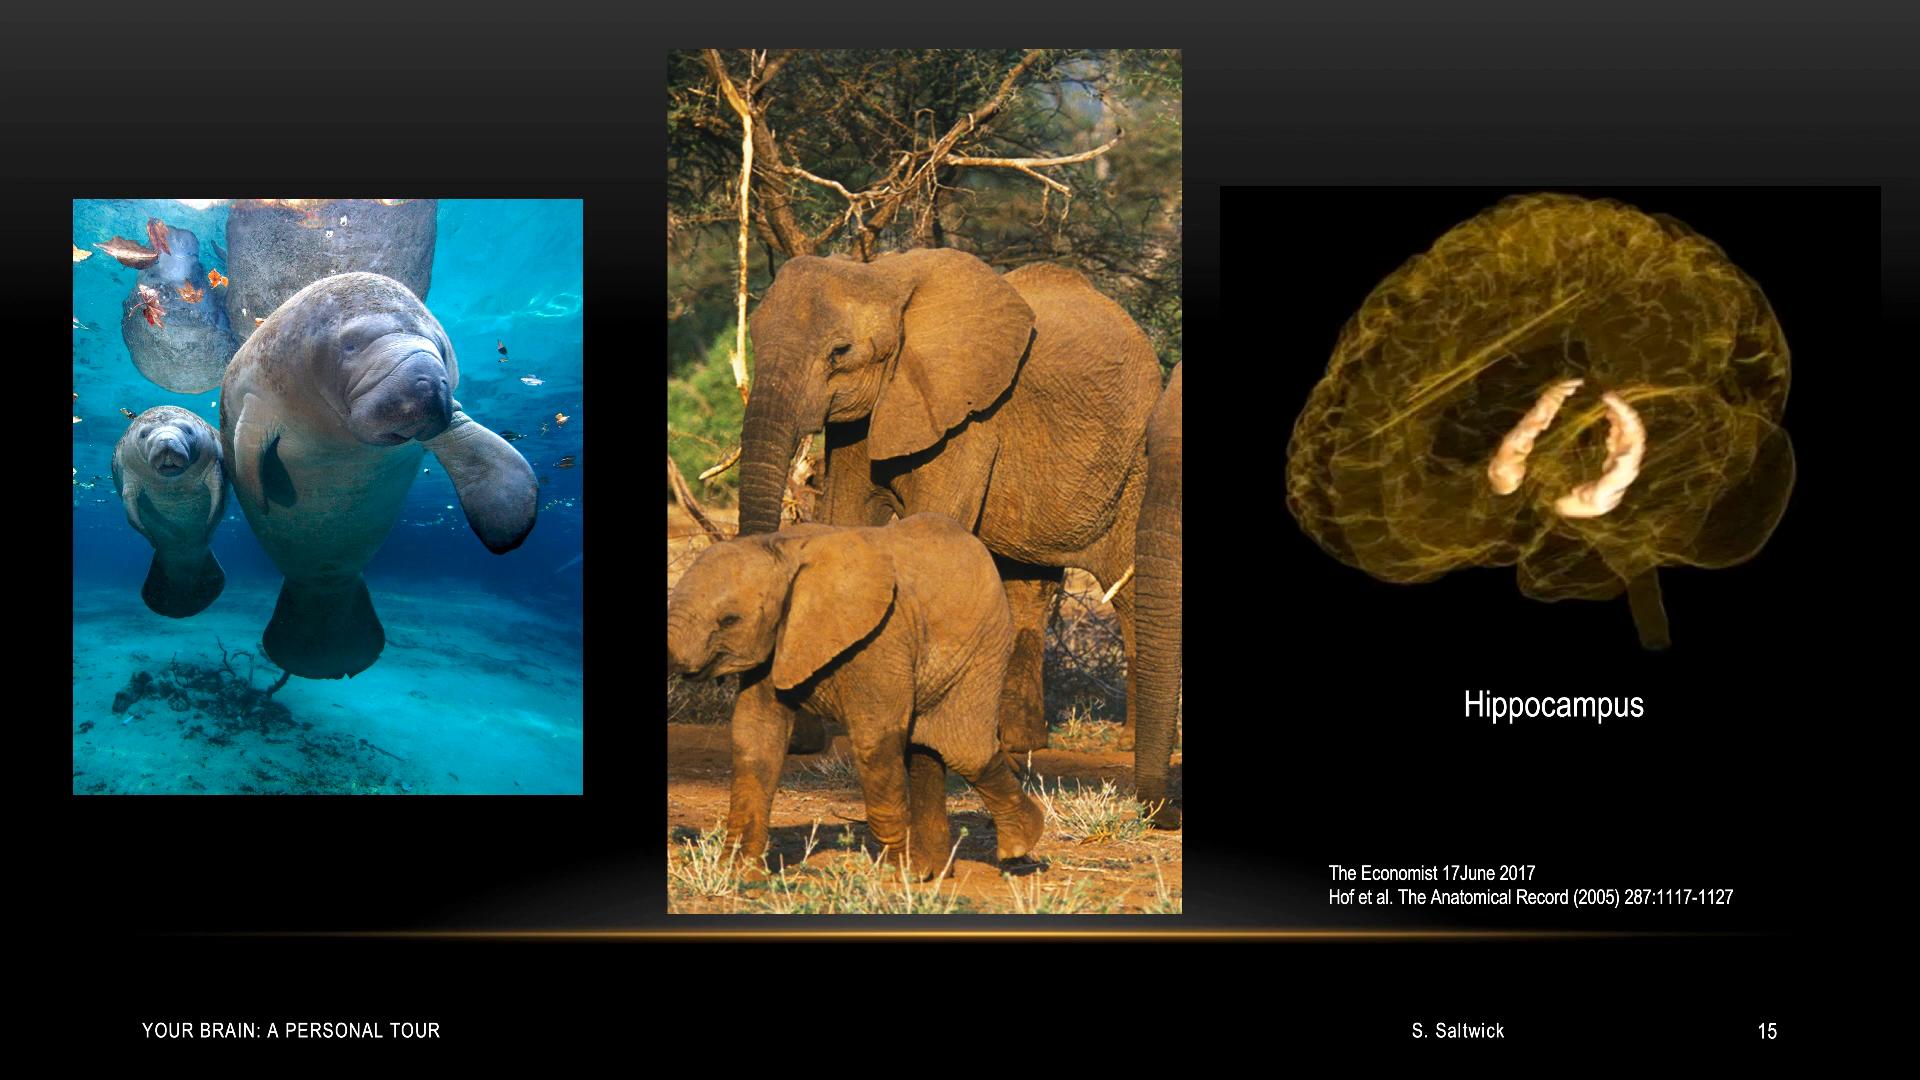 Hippocampus
The Economist 17June 2017
Hof et al. The Anatomical Record (2005) 287:1117-1127
YOUR BRAIN: A PERSONAL TOUR
S. Saltwick
15